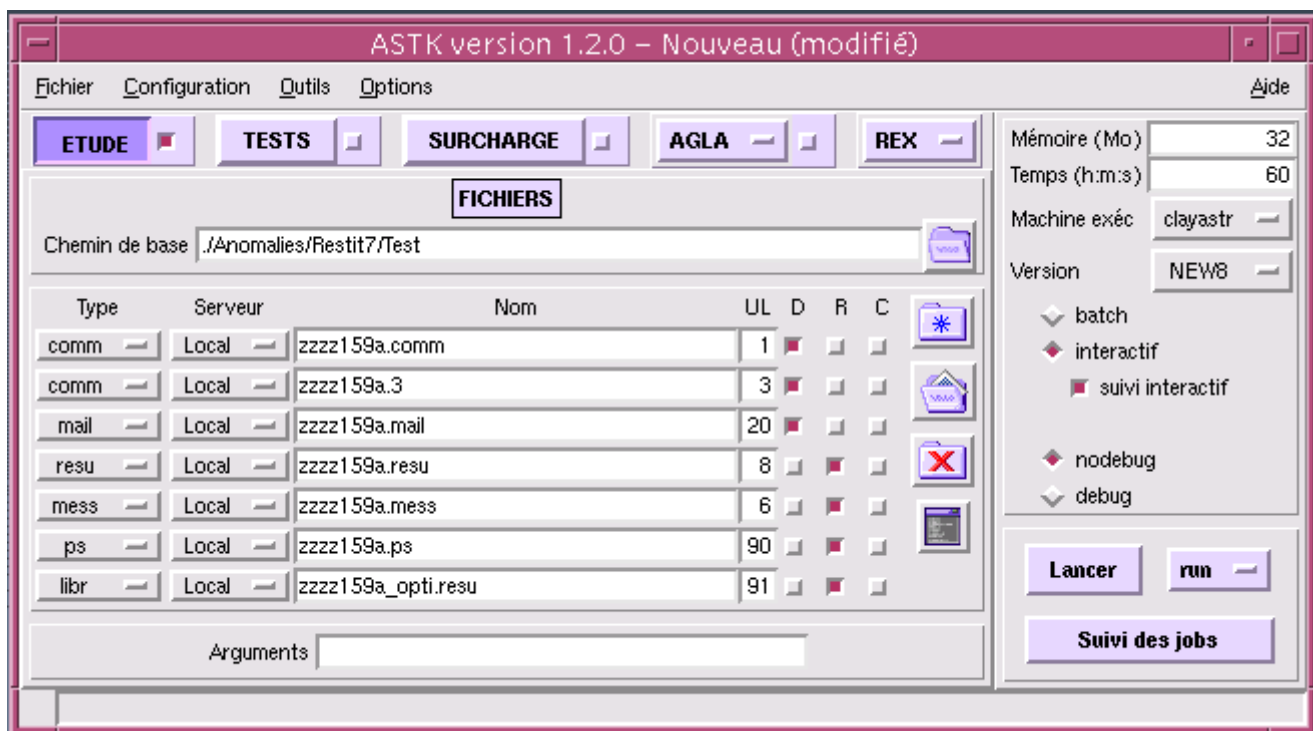 ASTK version 1.2.0 – Nouveau (modifié)
Fichier Configuration Outils Options Aide
ETUDE TESTS SURCHARGE AGLA REX
FICHIERS
Chemin de base ./Anomalies/Restit7/Test
Type Serveur Nom UL D R C
comm Local zzzz159a.comm 1
comm Local zzzz159a.3 3
mail Local zzzz159a.mail 20
resu Local zzzz159a.resu 8
mess Local zzzz159a.mess 6
ps Local zzzz159a.ps 90
libr Local zzzz159a_opti.resu 91
Arguments
Mémoire (Mo) 32
Temps (h:m:s) 60
Machine exéc clayastr
Version NEW8
batch
interactif
suivi interactif
nodebug
debug
Lancer run
Suivi des jobs